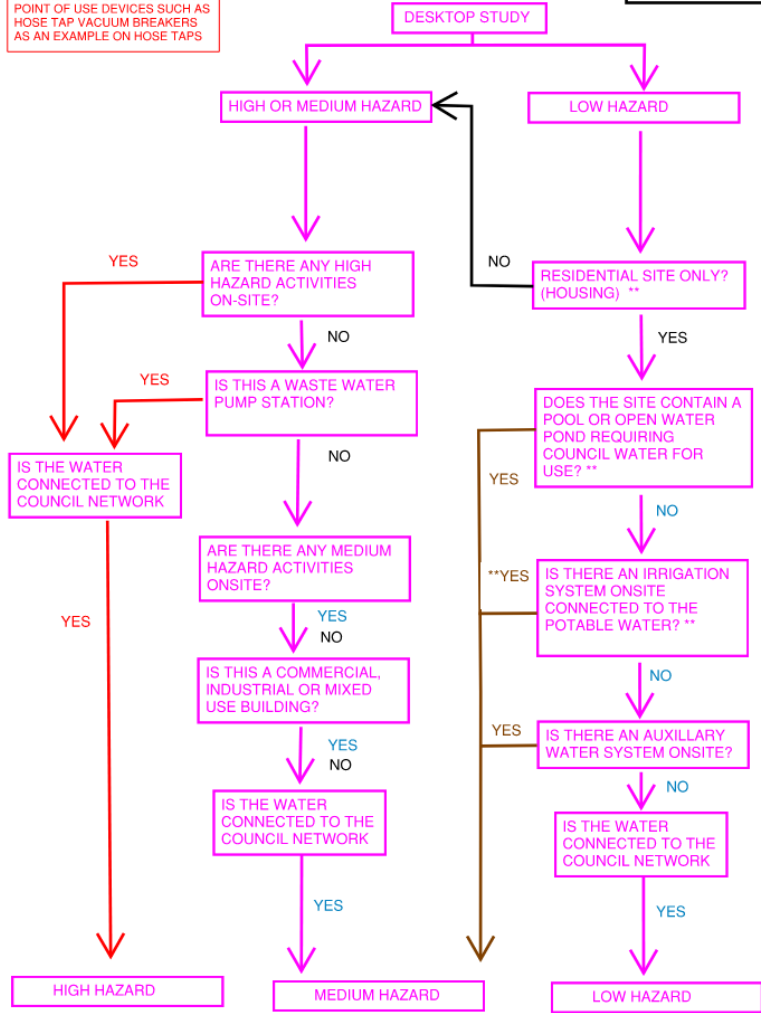 POINT OF USE DEVICES SUCH AS
HOSE TAP VACUUM BREAKERS
AS AN EXAMPLE ON HOSE TAPS
DESKTOP STUDY
HIGH OR MEDIUM HAZARD
LOW HAZARD
YES
ARE THERE ANY HIGH
HAZARD ACTIVITIES
ON-SITE?
NO
RESIDENTIAL SITE ONLY?
(HOUSING) **
NO
YES
YES
IS THIS A WASTE WATER
PUMP STATION?
DOES THE SITE CONTAIN A
POOL OR OPEN WATER
POND REQUIRING
COUNCIL WATER FOR
USE? **
IS THE WATER
CONNECTED TO THE
COUNCIL NETWORK
NO
YES
NO
ARE THERE ANY MEDIUM
HAZARD ACTIVITIES
ONSITE?
**YES
IS THERE AN IRRIGATION
SYSTEM ONSITE
CONNECTED TO THE
POTABLE WATER? **
YES
YES
NO
IS THIS A COMMERCIAL,
INDUSTRIAL OR MIXED
USE BUILDING?
NO
YES
NO
YES
IS THERE AN AUXILLARY
WATER SYSTEM ONSITE?
NO
IS THE WATER
CONNECTED TO THE
COUNCIL NETWORK
IS THE WATER
CONNECTED TO THE
COUNCIL NETWORK
YES
YES
HIGH HAZARD
MEDIUM HAZARD
LOW HAZARD